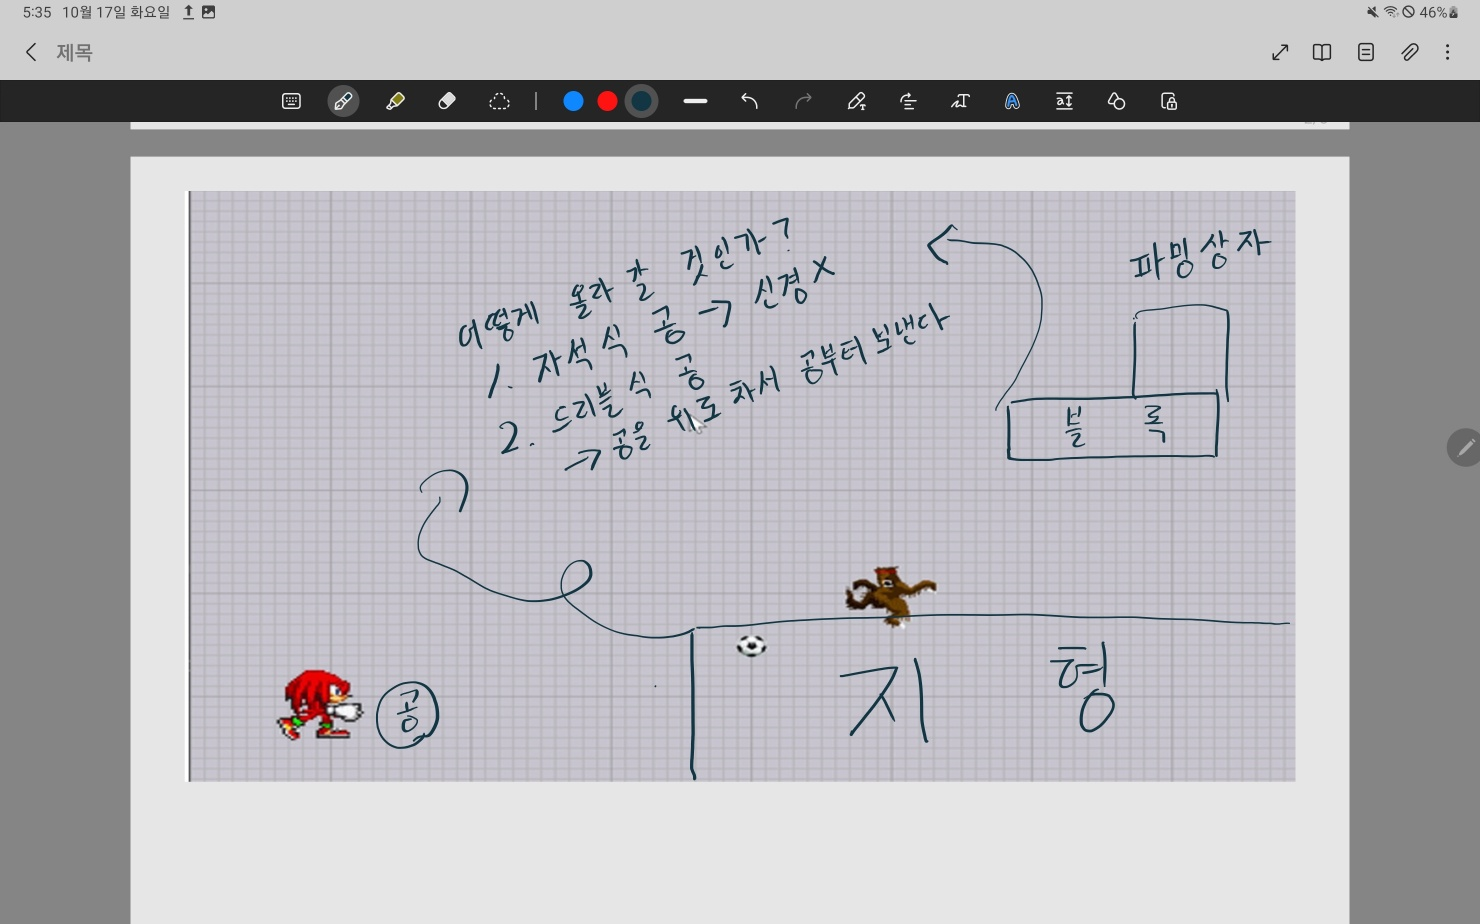 5:35 10월 17일 화요일
46%
제목
어떻게 올라 갈 것인가?
1. 자석 식 공 → 신경 X
2. 드리블 식 공
→ 공을 위로 차서 공부터 보낸다
파밍상자
블록
공
지형